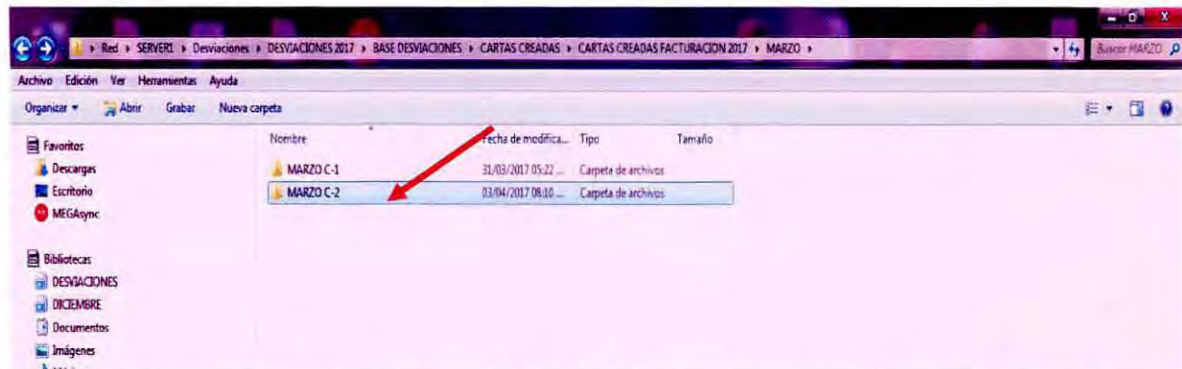 Red ▸ SERVER1 ▸ Desviaciones ▸ DESVIACIONES 2017 ▸ BASE DESVIACIONES ▸ CARTAS CREADAS ▸ CARTAS CREADAS FACTURACION 2017 ▸ MARZO ▸
Buscar MARZO
Archivo Edición Ver Herramientas Ayuda
Organizar Abrir Grabar Nueva carpeta
Nombre Fecha de modifica... Tipo Tamaño
MARZO C-1 31/03/2017 05:22 ... Carpeta de archivos
MARZO C-2 03/04/2017 08:10 ... Carpeta de archivos
Favoritos
Descargas
Escritorio
MEGAsync
Bibliotecas
DESVIACIONES
DICIEMBRE
Documentos
Imágenes